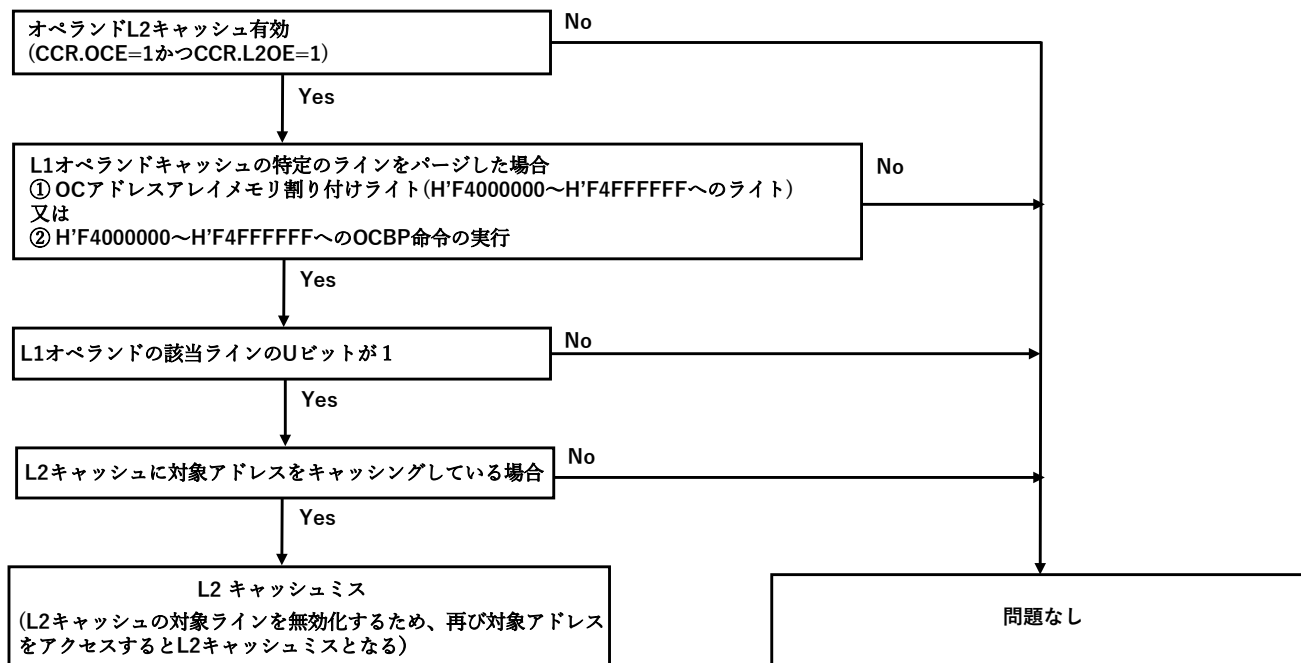 オペランドL2キャッシュ有効
(CCR.OCE=1かつCCR.L2OE=1)
No
Yes
L1オペランドキャッシュの特定のラインをパージした場合
① OCアドレスアレイメモリ割り付けライト(H'F4000000～H'F4FFFFFFへのライト)
又は
② H'F4000000～H'F4FFFFFFへのOCBP命令の実行
No
Yes
L1オペランドの該当ラインのUビットが１
No
Yes
L2キャッシュに対象アドレスをキャッシングしている場合
No
Yes
L2 キャッシュミス
(L2キャッシュの対象ラインを無効化するため、再び対象アドレス
をアクセスするとL2キャッシュミスとなる）
問題なし